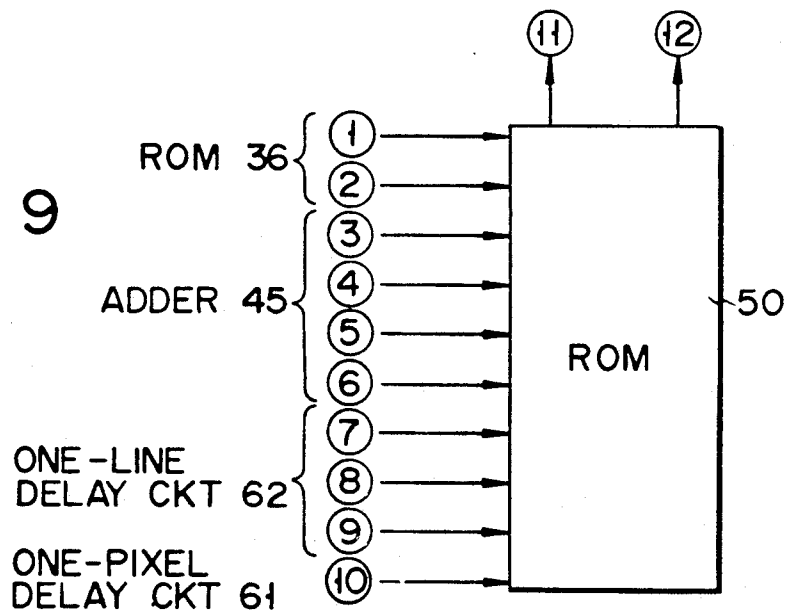 11 12
ROM 36
1
2
9
3
ADDER 45
4
5
6
ROM
50
7
ONE-LINE
DELAY CKT 62
8
9
ONE-PIXEL
DELAY CKT 61
10